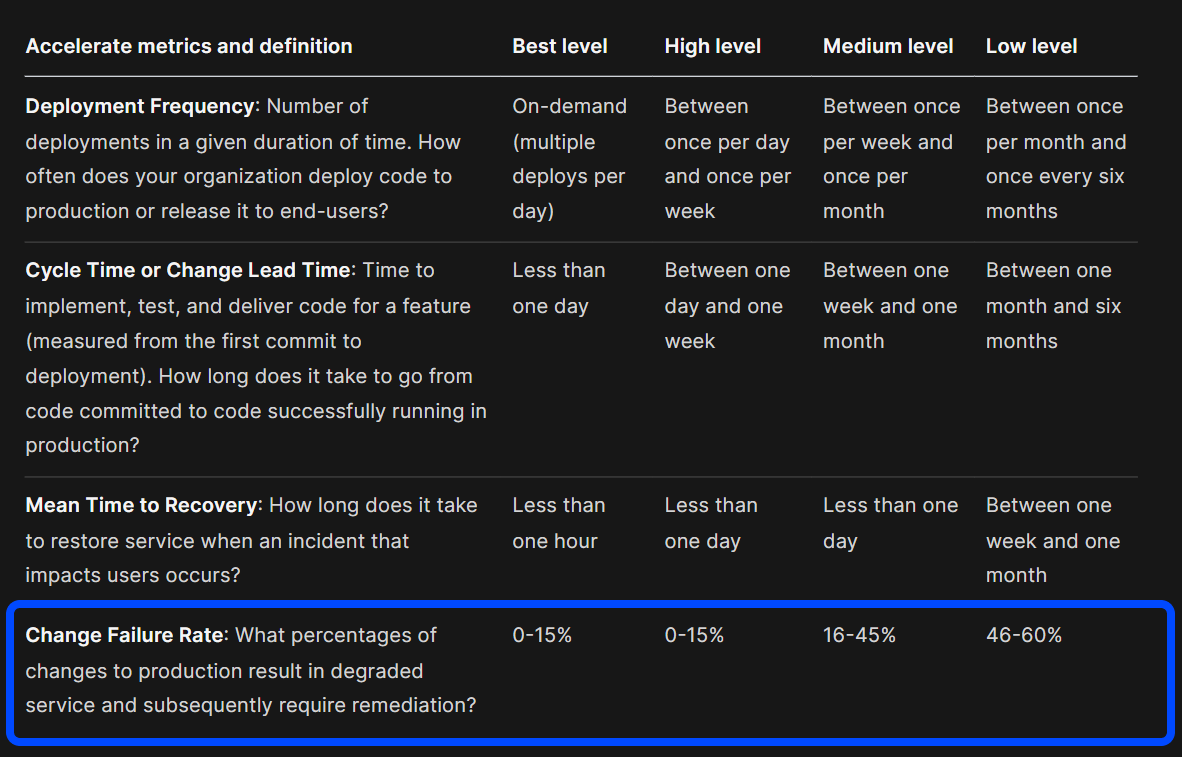 Accelerate metrics and definition
Best level
High level
Medium level
Low level
Deployment Frequency: Number of
deployments in a given duration of time. How
often does your organization deploy code to
production or release it to end-users?
On-demand
(multiple
deploys per
day)
Between
once per day
and once per
week
Between once
per week and
once per
month
Between once
per month and
once every six
months
Cycle Time or Change Lead Time: Time to
implement, test, and deliver code for a feature
(measured from the first commit to
deployment). How long does it take to go from
code committed to code successfully running in
production?
Less than
one day
Between one
day and one
week
Between one
week and one
month
Between one
month and six
months
Mean Time to Recovery: How long does it take
to restore service when an incident that
impacts users occurs?
Less than
one hour
Less than
one day
Less than one
day
Between one
week and one
month
Change Failure Rate: What percentages of
changes to production result in degraded
service and subsequently require remediation?
0-15%
0-15%
16-45%
46-60%